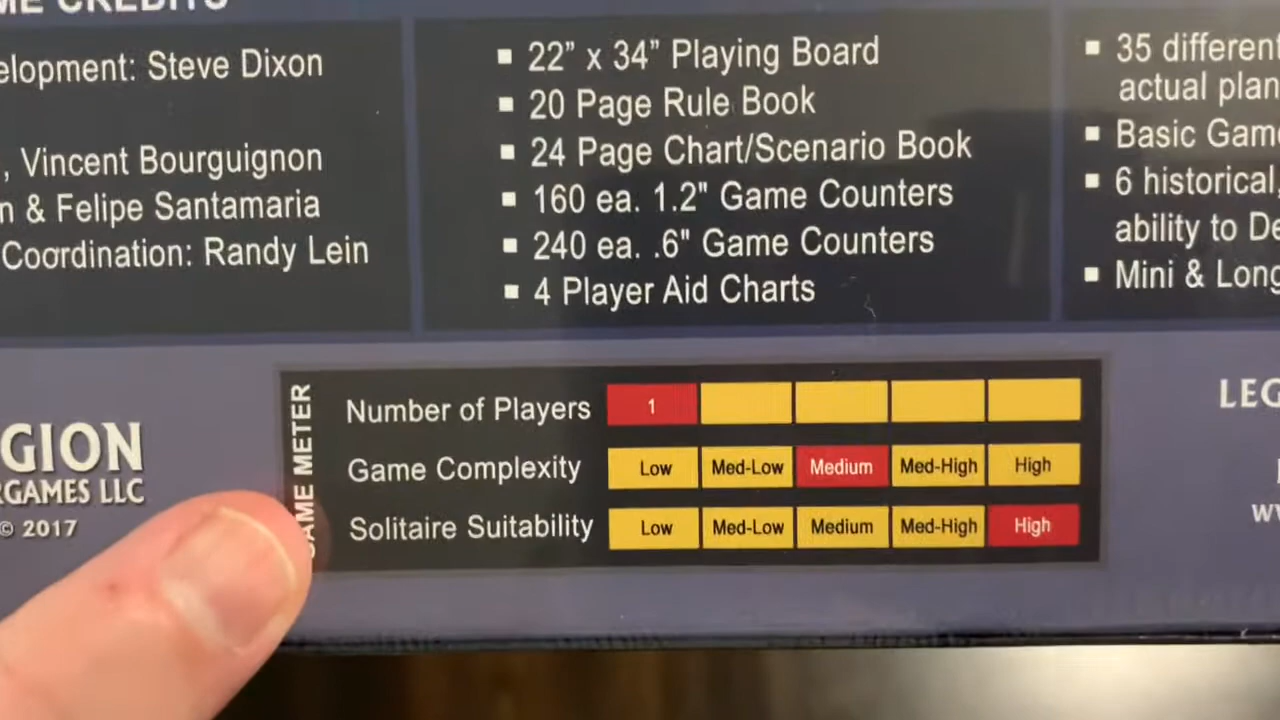 CREDITS
elopment: Steve Dixon
, Vincent Bourguignon
n & Felipe Santamaria
Coordination: Randy Lein
▪ 22” x 34” Playing Board
▪ 20 Page Rule Book
▪ 24 Page Chart/Scenario Book
▪ 160 ea. 1.2" Game Counters
▪ 240 ea. .6" Game Counters
▪ 4 Player Aid Charts
▪ 35 different
actual plan
▪ Basic Gam
▪ 6 historical,
ability to De
▪ Mini & Long
GION
RGAMES LLC
© 2017
GAME METER
Number of Players 1
Game Complexity Low Med-Low Medium Med-High High
Solitaire Suitability Low Med-Low Medium Med-High High
LEG